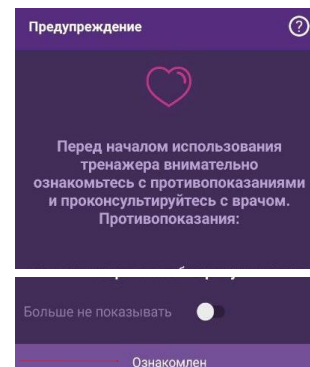 Предупреждение
Перед началом использования
тренажера внимательно
ознакомьтесь с противопоказаниями
и проконсультируйтесь с врачом.
Противопоказания:
Больше не показывать
Ознакомлен